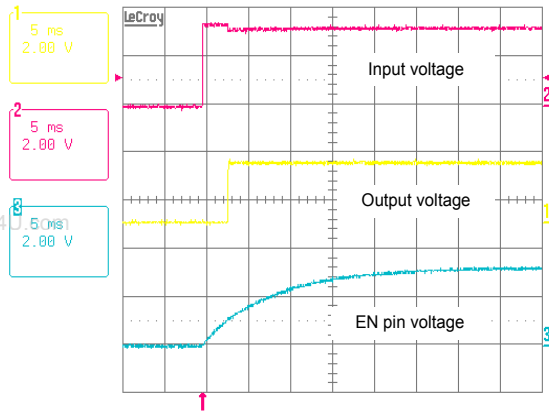 1
5 ms
2.00 V
LeCroy
Input voltage
2
2
5 ms
2.00 V
Output voltage
1
3
5 ms
2.00 V
EN pin voltage
3